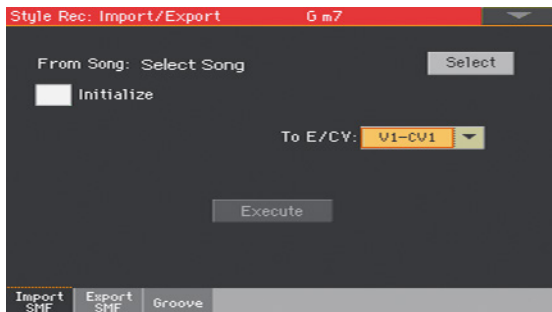 Style Rec: Import/Export G m7
From Song: Select Song Select
Initialize
To E/CV: V1-CV1
Execute
Import Export Groove
SMF SMF